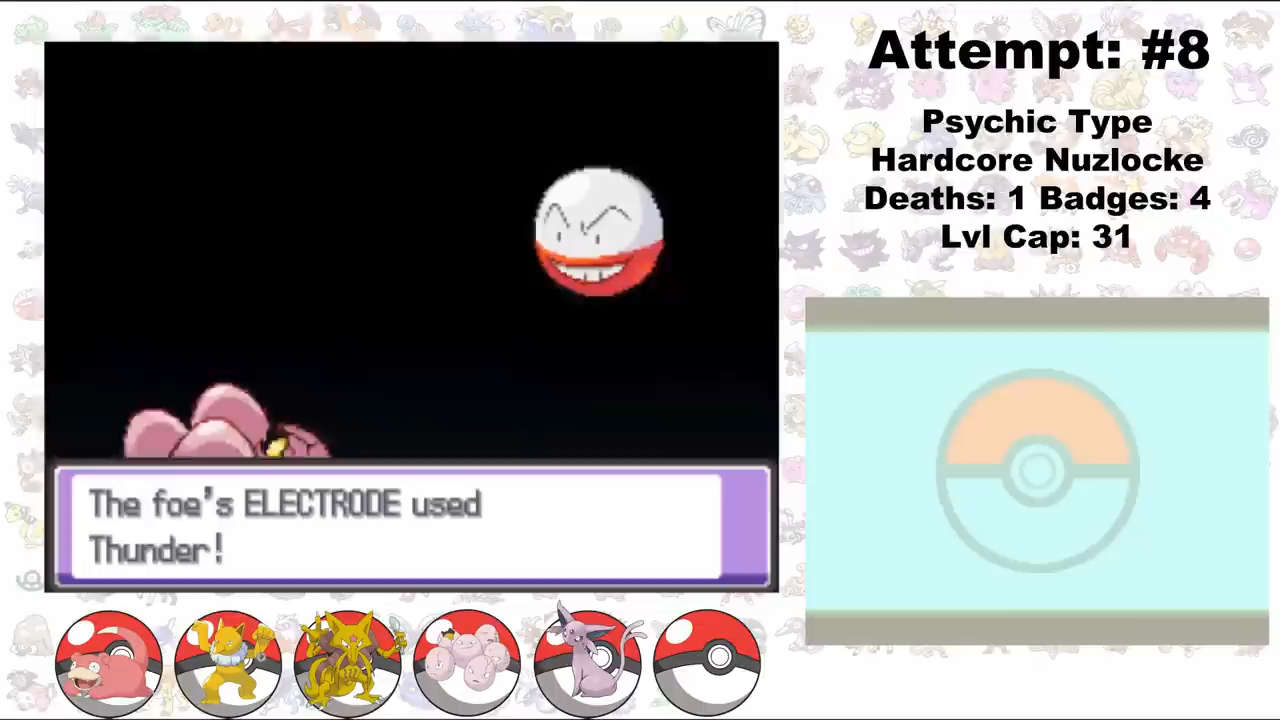 Attempt: #8
Psychic Type
Hardcore Nuzlocke
Deaths: 1 Badges: 4
Lvl Cap: 31
The foe's ELECTRODE used
Thunder!